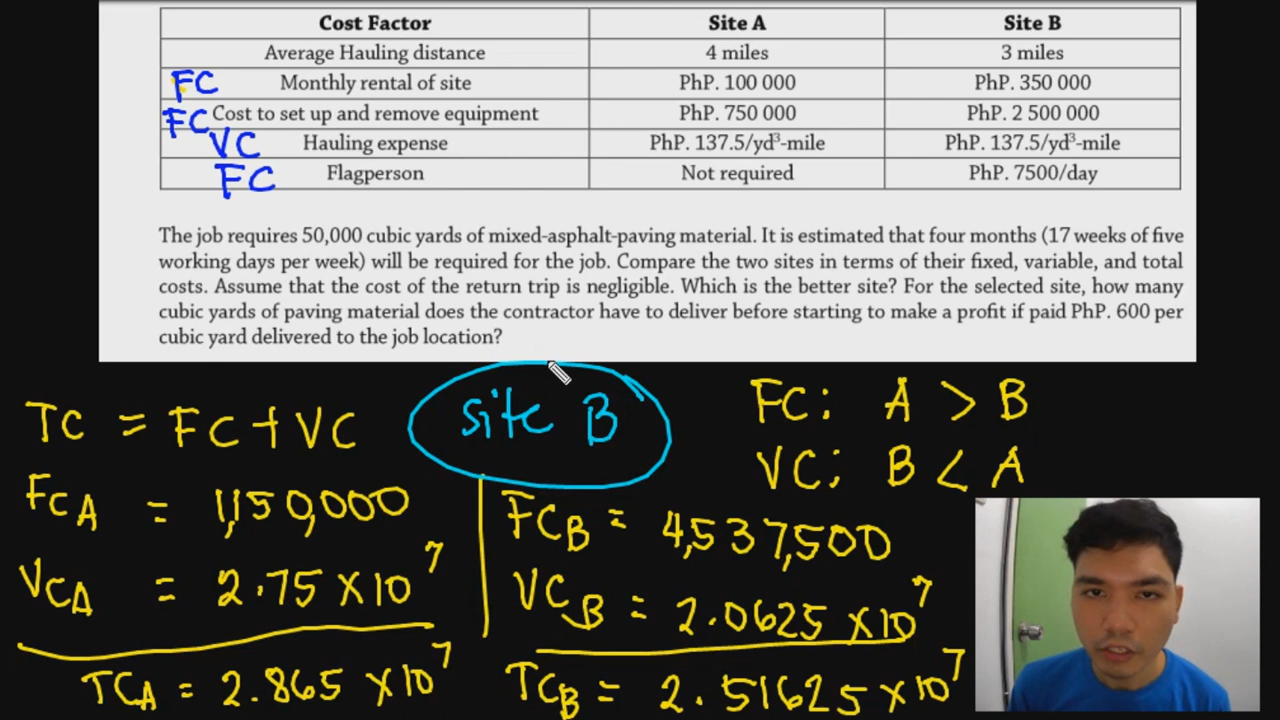 Cost Factor Site A Site B
Average Hauling distance 4 miles 3 miles
FC Monthly rental of site PhP. 100 000 PhP. 350 000
FC Cost to set up and remove equipment PhP. 750 000 PhP. 2 500 000
VC Hauling expense PhP. 137.5/yd³-mile PhP. 137.5/yd³-mile
FC Flagperson Not required PhP. 7500/day
The job requires 50,000 cubic yards of mixed-asphalt-paving material. It is estimated that four months (17 weeks of five
working days per week) will be required for the job. Compare the two sites in terms of their fixed, variable, and total
costs. Assume that the cost of the return trip is negligible. Which is the better site? For the selected site, how many
cubic yards of paving material does the contractor have to deliver before starting to make a profit if paid PhP. 600 per
cubic yard delivered to the job location?
TC = FC + VC
site B
FC: A > B
VC: B < A
FCA = 1,150,000
VCA = 2.75 x 10⁷
TCA = 2.865 x 10⁷
FCB = 4,537,500
VCB = 2.0625 x 10⁷
TCB = 2.51625 x 10⁷